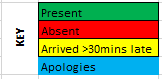 KEY
Present
Absent
Arrived >30mins late
Apologies